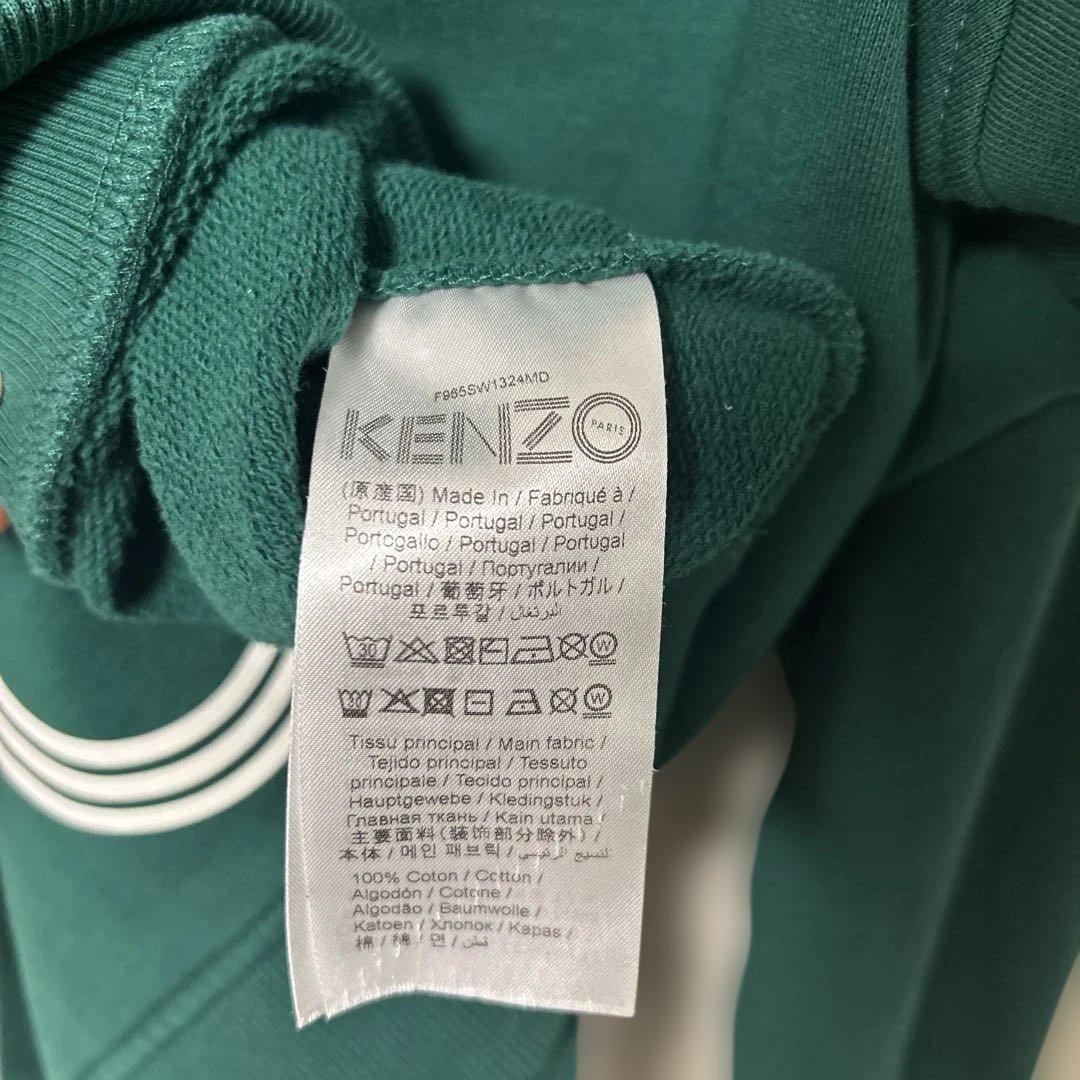 F965SW1324MD
KENZO
PARIS
(原産国) Made In / Fabriqué à /
Portugal / Portugal / Portugal /
Portogallo / Portugal / Portugal
/ Portugal / Португалии /
Portugal / 葡萄牙 / ポルトガル /
포르투갈 / البرتغال
30
W
30
W
Tissu principal / Main fabric /
Tejido principal / Tessuto
principale / Tecido principal /
Hauptgewebe / Kledingstuk /
Главная ткань / Kain utama /
主要面料(装饰部分除外) /
本体 / 메인 패브릭 / النسيج الرئيسي
100% Coton / Cotton /
Algodón / Cotone /
Algodão / Baumwolle /
Katoen / Хлопок / Kapas /
棉 / 綿 / 면 / قطن